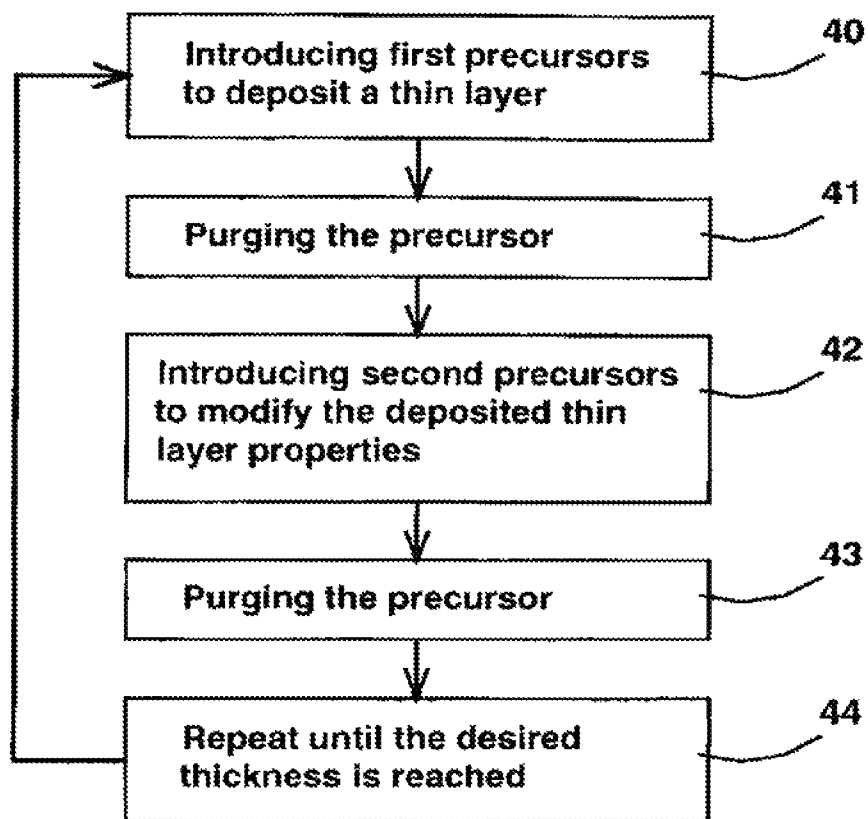 40
Introducing first precursors
to deposit a thin layer
41
Purging the precursor
42
Introducing second precursors
to modify the deposited thin
layer properties
43
Purging the precursor
44
Repeat until the desired
thickness is reached